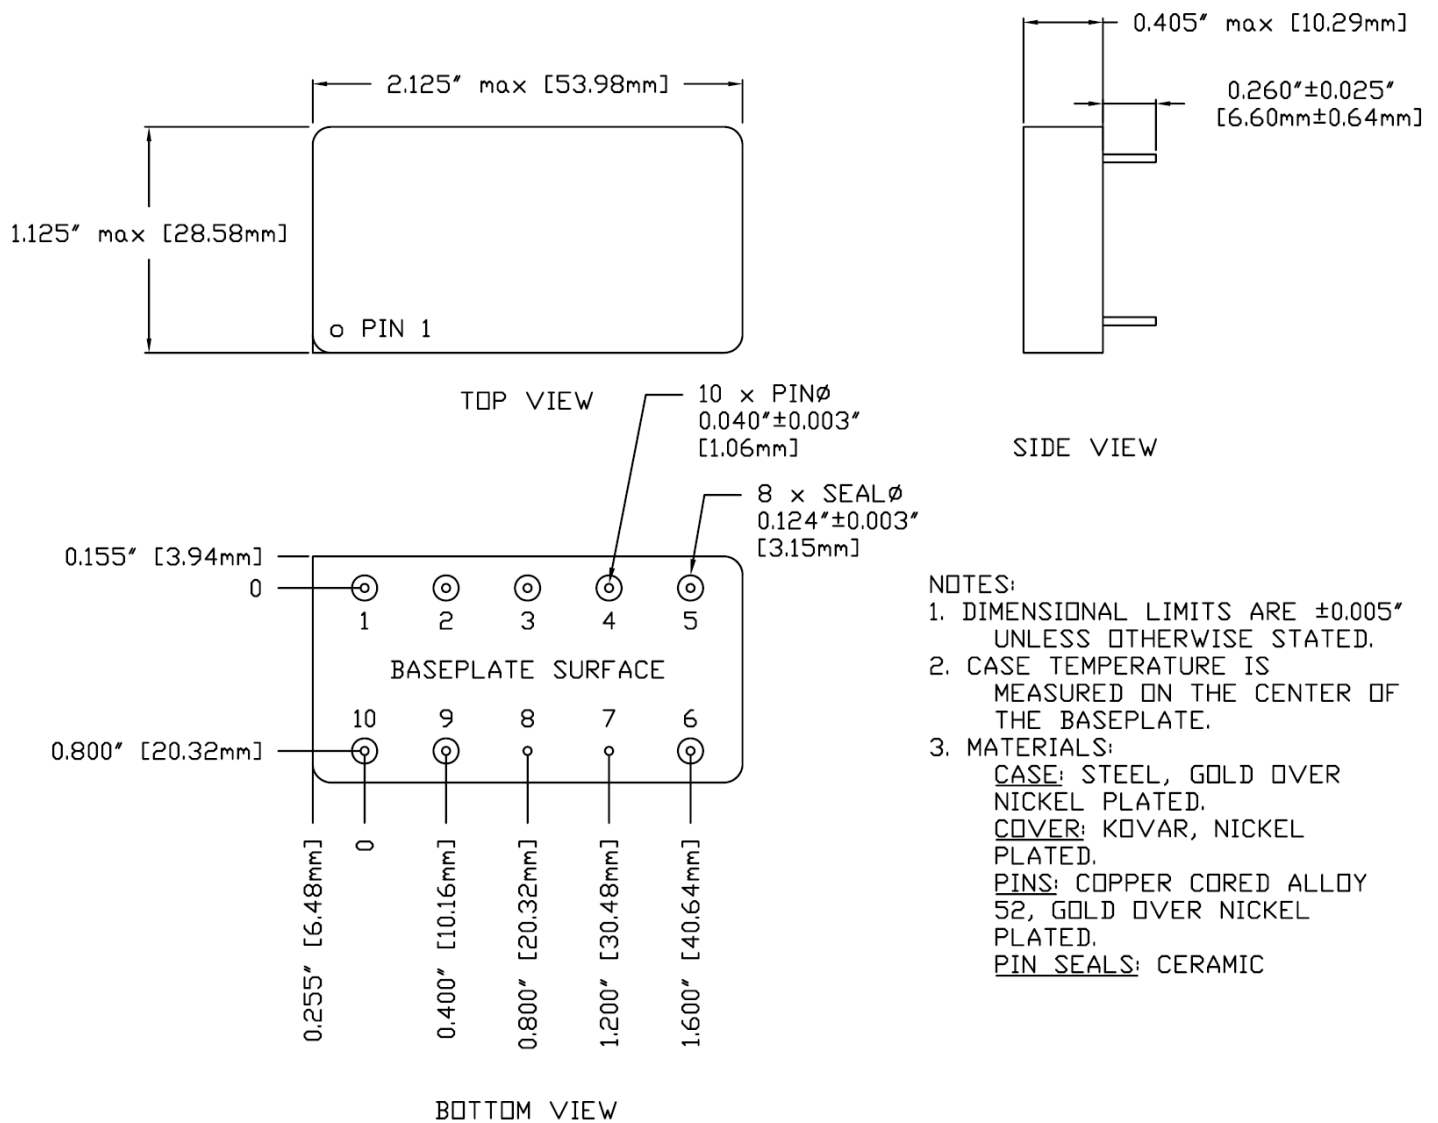 0.405" max [10.29mm]
2.125" max [53.98mm]
0.260"±0.025"
[6.60mm±0.64mm]
1.125" max [28.58mm]
PIN 1
TOP VIEW
10 x PINø
0.040"±0.003"
[1.06mm]
SIDE VIEW
8 x SEALø
0.124"±0.003"
[3.15mm]
0.155" [3.94mm]
0
1 2 3 4 5
BASEPLATE SURFACE
10 9 8 7 6
0.800" [20.32mm]
0.255" [6.48mm]
0
0.400" [10.16mm]
0.800" [20.32mm]
1.200" [30.48mm]
1.600" [40.64mm]
BOTTOM VIEW
NOTES:
1. DIMENSIONAL LIMITS ARE ±0.005"
UNLESS OTHERWISE STATED.
2. CASE TEMPERATURE IS
MEASURED ON THE CENTER OF
THE BASEPLATE.
3. MATERIALS:
CASE: STEEL, GOLD OVER
NICKEL PLATED.
COVER: KOVAR, NICKEL
PLATED.
PINS: COPPER CORED ALLOY
52, GOLD OVER NICKEL
PLATED.
PIN SEALS: CERAMIC